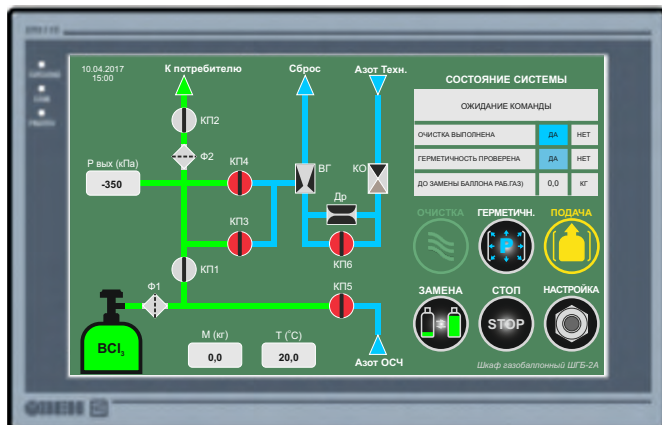 10.04.2017
15:00
К потребителю
Сброс
Азот Техн.
СОСТОЯНИЕ СИСТЕМЫ
ОЖИДАНИЕ КОМАНДЫ
ОЧИСТКА ВЫПОЛНЕНА ДА НЕТ
ГЕРМЕТИЧНОСТЬ ПРОВЕРЕНА ДА НЕТ
ДО ЗАМЕНЫ БАЛЛОНА РАБ.ГАЗ) 0,0 КГ
КП2
Ф2
Р вых (кПа)
-350
КП4
ВГ
КО
Др
КП3
КП6
КП1
Ф1
КП5
BCl₃
М (кг)
0,0
Т (°С)
20,0
Азот ОСЧ
ОЧИСТКА
ГЕРМЕТИЧН.
ПОДАЧА
P
ЗАМЕНА
СТОП
НАСТРОЙКА
STOP
Шкаф газобаллонный ШГБ-2А
ОВЕН